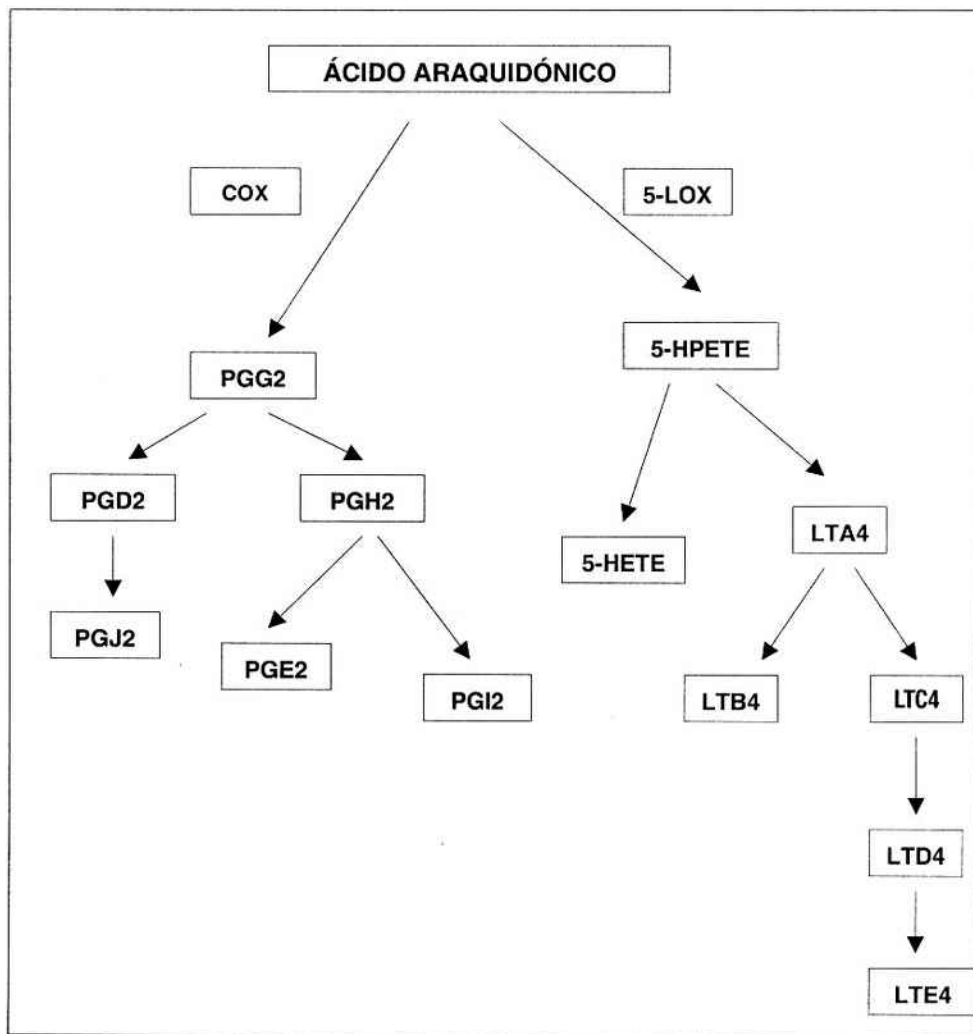 ÁCIDO ARAQUIDÓNICO
COX
5-LOX
PGG2
5-HPETE
PGD2
PGH2
5-HETE
LTA4
PGJ2
PGE2
PGI2
LTB4
LTC4
LTD4
LTE4